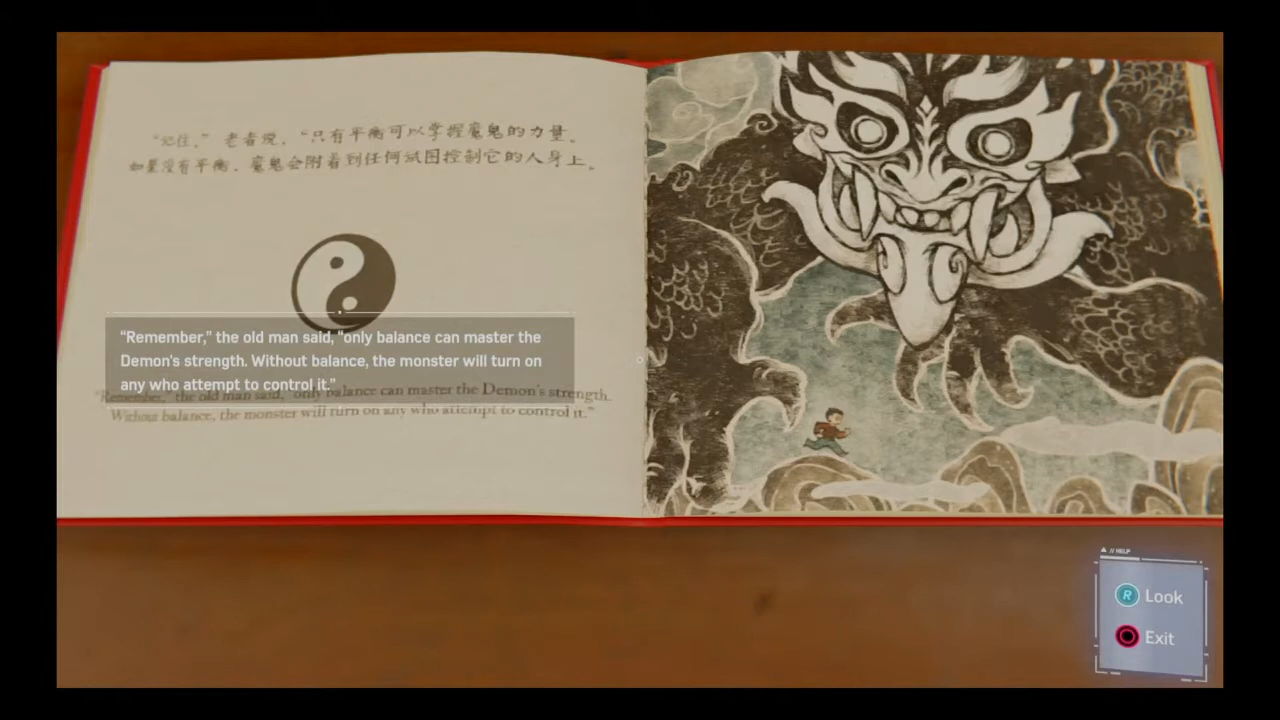 “记住，” 老者说，“只有平衡可以掌握魔鬼的力量。
如果没有平衡，魔鬼会附着到任何试图控制它的人身上。
“Remember,” the old man said, “only balance can master the
Demon's strength. Without balance, the monster will turn on
any who attempt to control it.”
“Remember,” the old man said, “only balance can master the Demon's strength.
Without balance, the monster will turn on any who attempt to control it.”
// HELP
R Look
Exit